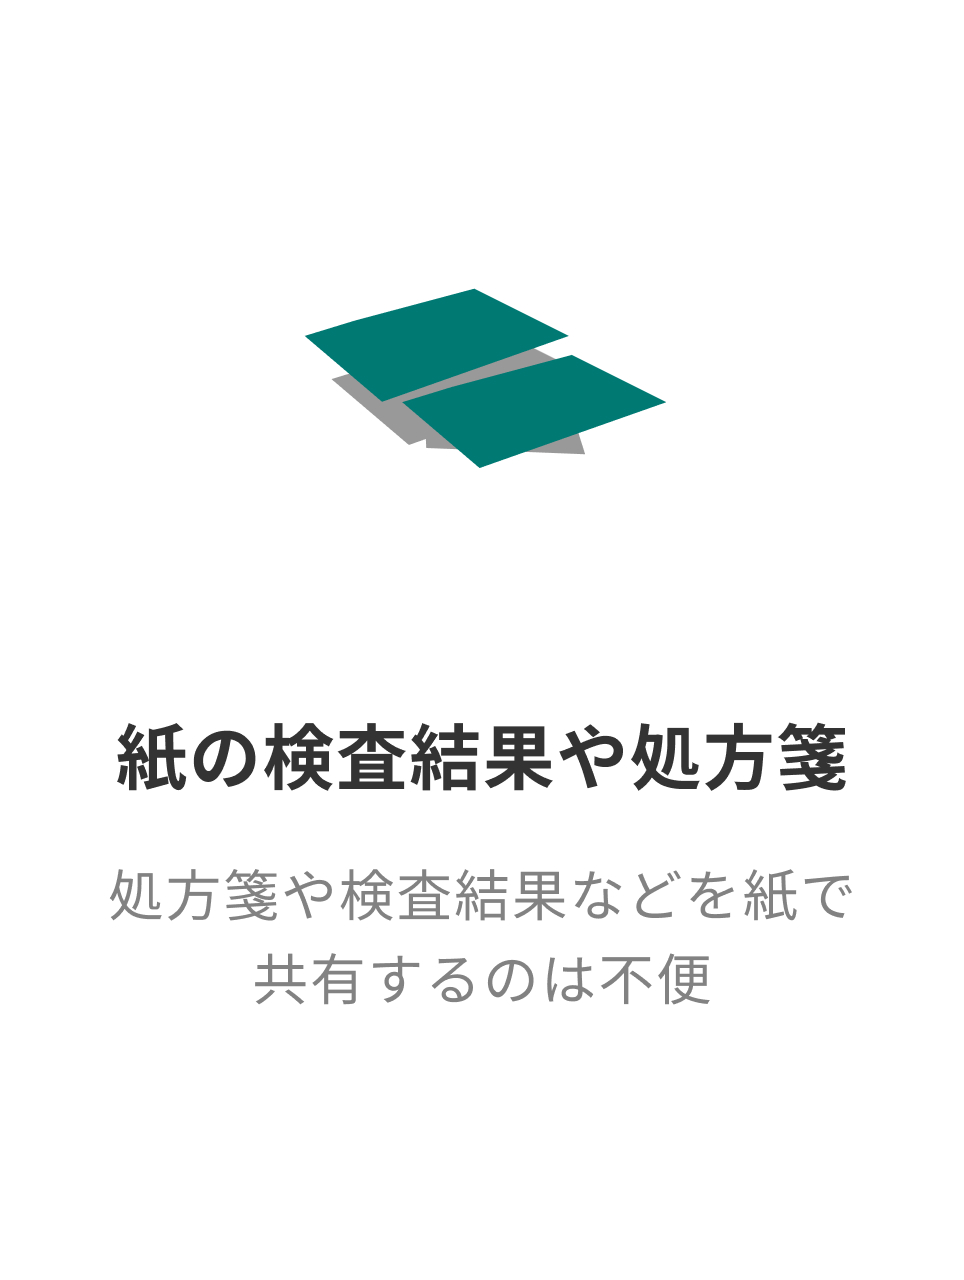 紙の検査結果や処方箋
処方箋や検査結果などを紙で
共有するのは不便